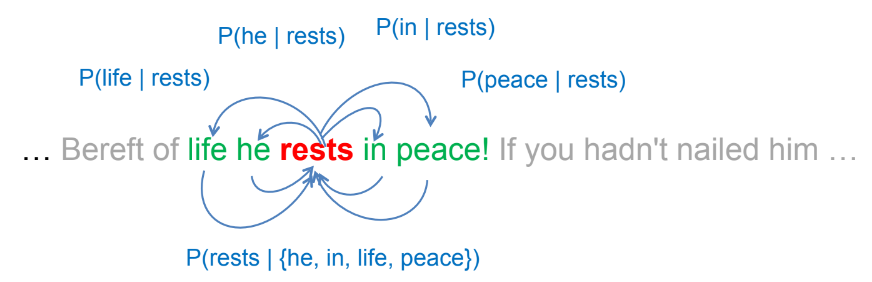 P(he | rests)
P(in | rests)
P(life | rests)
P(peace | rests)
… Bereft of life he rests in peace! If you hadn't nailed him …
P(rests | {he, in, life, peace})